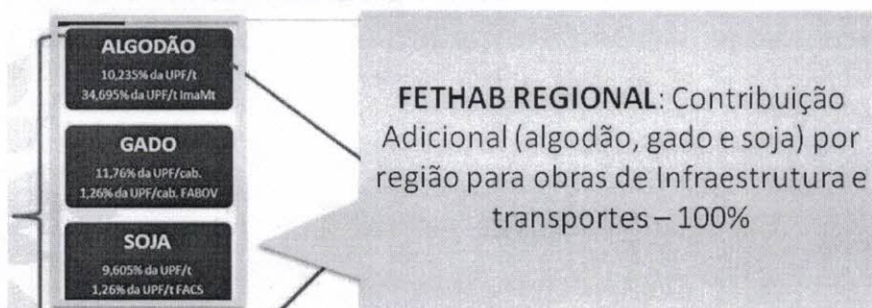 ALGODÃO
10,235% da UPF/t
34,695% da UPF/t ImaMt
GADO
11,76% da UPF/cab.
1,26% da UPF/cab. FABOV
SOJA
9,605% da UPF/t
1,26% da UPF/t FACS
FETHAB REGIONAL: Contribuição
Adicional (algodão, gado e soja) por
região para obras de Infraestrutura e
transportes – 100%